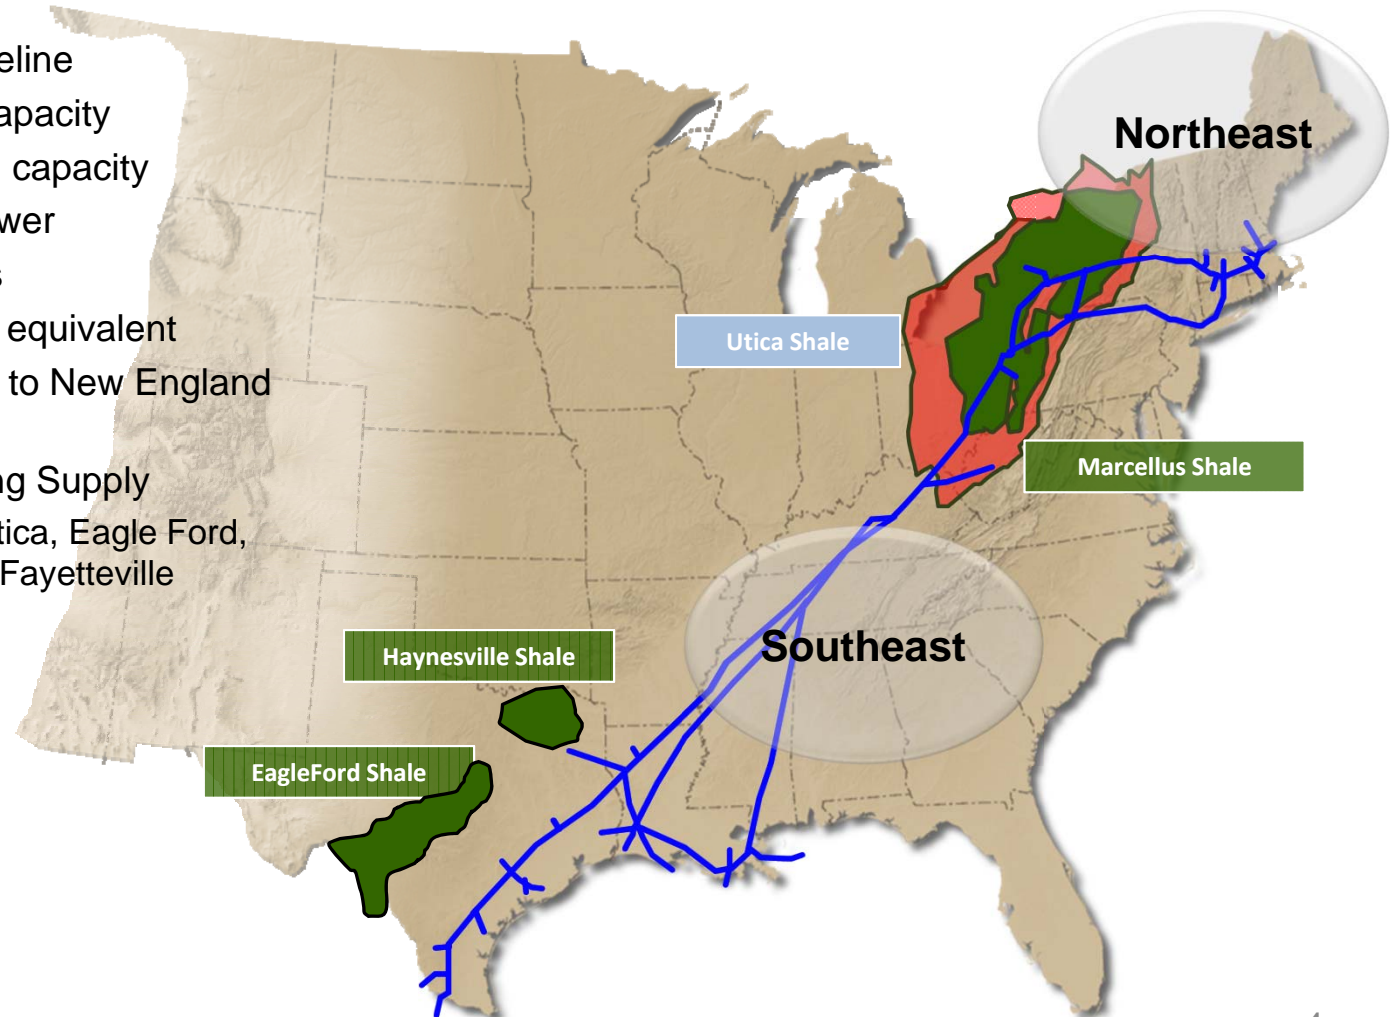 eline
apacity
capacity
wer
s
equivalent
to New England
ng Supply
tica, Eagle Ford,
Fayetteville
Northeast
Utica Shale
Marcellus Shale
Southeast
Haynesville Shale
EagleFord Shale